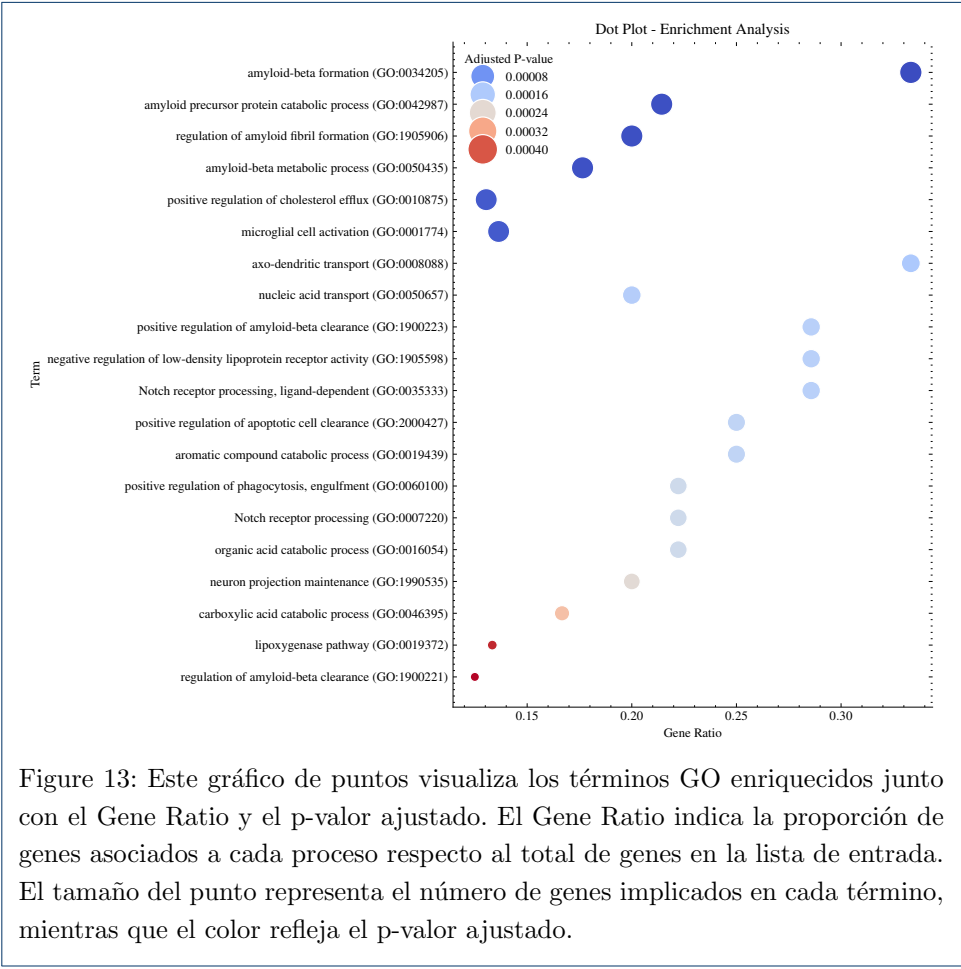 Dot Plot - Enrichment Analysis
Adjusted P-value
0.00008
0.00016
0.00024
0.00032
0.00040
Term
amyloid-beta formation (GO:0034205)
amyloid precursor protein catabolic process (GO:0042987)
regulation of amyloid fibril formation (GO:1905906)
amyloid-beta metabolic process (GO:0050435)
positive regulation of cholesterol efflux (GO:0010875)
microglial cell activation (GO:0001774)
axo-dendritic transport (GO:0008088)
nucleic acid transport (GO:0050657)
positive regulation of amyloid-beta clearance (GO:1900223)
negative regulation of low-density lipoprotein receptor activity (GO:1905598)
Notch receptor processing, ligand-dependent (GO:0035333)
positive regulation of apoptotic cell clearance (GO:2000427)
aromatic compound catabolic process (GO:0019439)
positive regulation of phagocytosis, engulfment (GO:0060100)
Notch receptor processing (GO:0007220)
organic acid catabolic process (GO:0016054)
neuron projection maintenance (GO:1990535)
carboxylic acid catabolic process (GO:0046395)
lipoxygenase pathway (GO:0019372)
regulation of amyloid-beta clearance (GO:1900221)
0.15 0.20 0.25 0.30
Gene Ratio
Figure 13: Este gráfico de puntos visualiza los términos GO enriquecidos junto
con el Gene Ratio y el p-valor ajustado. El Gene Ratio indica la proporción de
genes asociados a cada proceso respecto al total de genes en la lista de entrada.
El tamaño del punto representa el número de genes implicados en cada término,
mientras que el color refleja el p-valor ajustado.